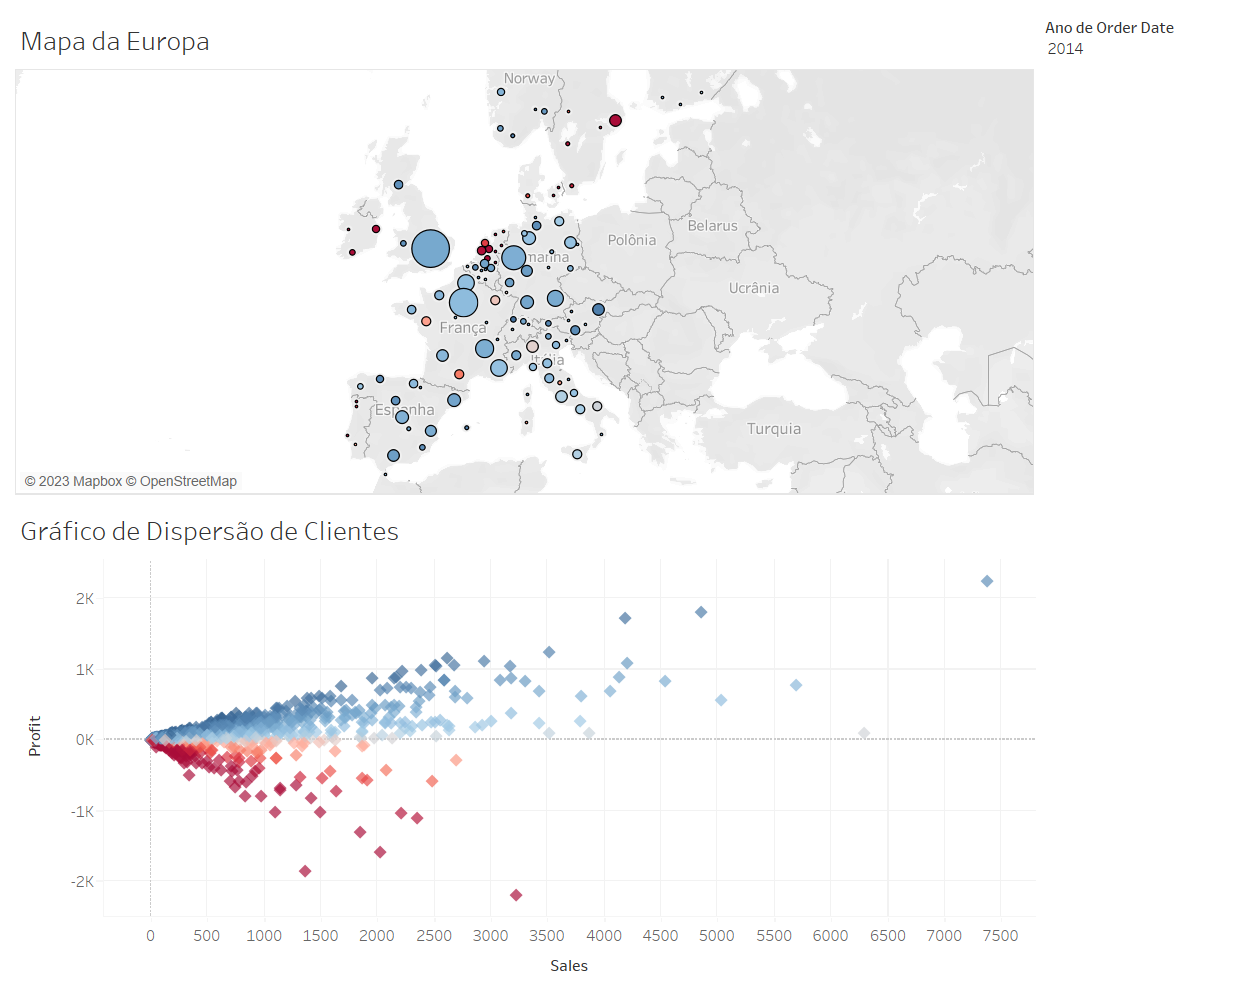 Mapa da Europa
Ano de Order Date
2014
Norway
Belarus
Polônia
manha
Ucrânia
França
Itália
Espanha
Turquia
© 2023 Mapbox © OpenStreetMap
Gráfico de Dispersão de Clientes
Profit
2K
1K
0K
-1K
-2K
0 500 1000 1500 2000 2500 3000 3500 4000 4500 5000 5500 6000 6500 7000 7500
Sales